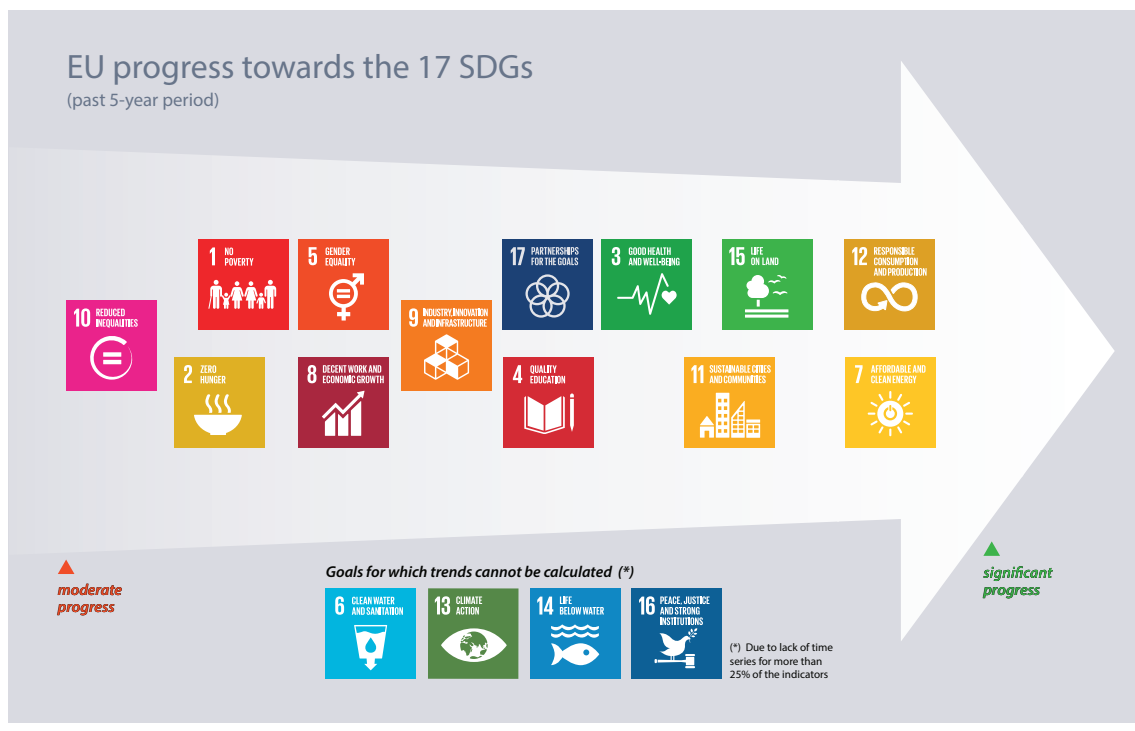 EU progress towards the 17 SDGs
(past 5-year period)
1 NO
POVERTY
5 GENDER
EQUALITY
17 PARTNERSHIPS
FOR THE GOALS
3 GOOD HEALTH
AND WELL-BEING
15 LIFE
ON LAND
12 RESPONSIBLE
CONSUMPTION
AND PRODUCTION
10 REDUCED
INEQUALITIES
9 INDUSTRY, INNOVATION
AND INFRASTRUCTURE
2 ZERO
HUNGER
8 DECENT WORK AND
ECONOMIC GROWTH
4 QUALITY
EDUCATION
11 SUSTAINABLE CITIES
AND COMMUNITIES
7 AFFORDABLE AND
CLEAN ENERGY
moderate
progress
significant
progress
Goals for which trends cannot be calculated (*)
6 CLEAN WATER
AND SANITATION
13 CLIMATE
ACTION
14 LIFE
BELOW WATER
16 PEACE, JUSTICE
AND STRONG
INSTITUTIONS
(*) Due to lack of time
series for more than
25% of the indicators